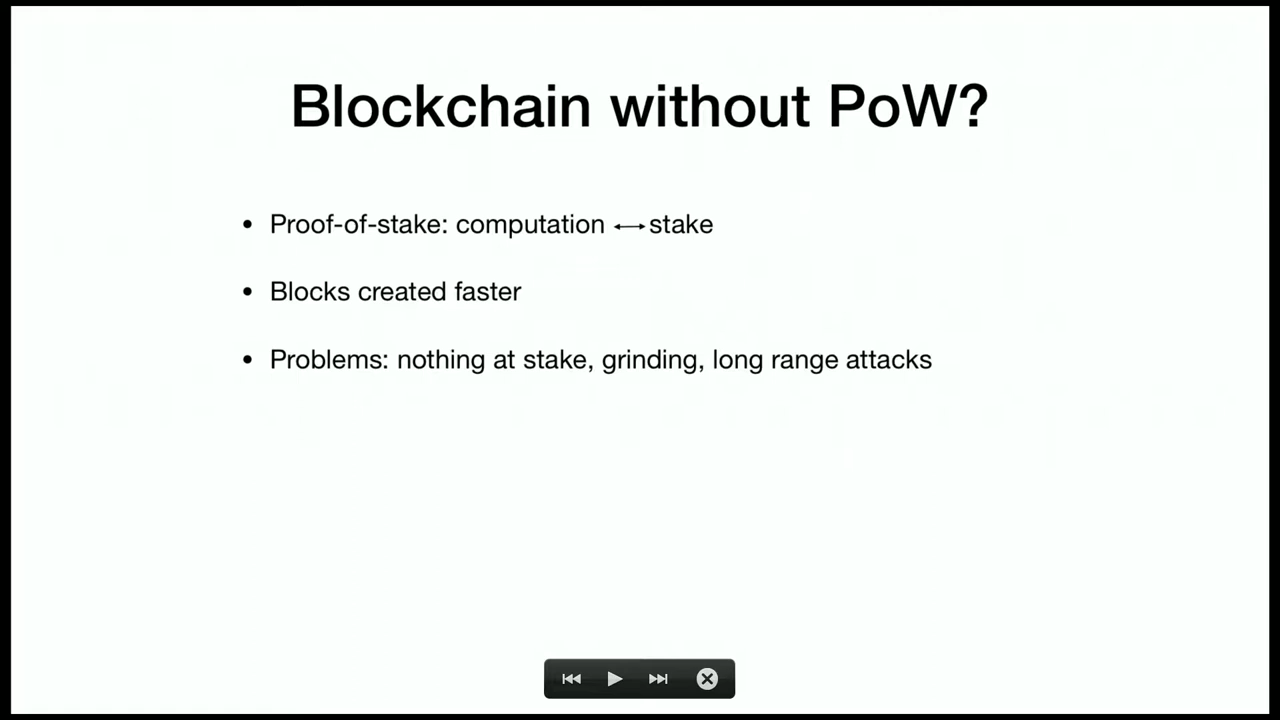 Blockchain without PoW?
• Proof-of-stake: computation ⟷ stake
• Blocks created faster
• Problems: nothing at stake, grinding, long range attacks